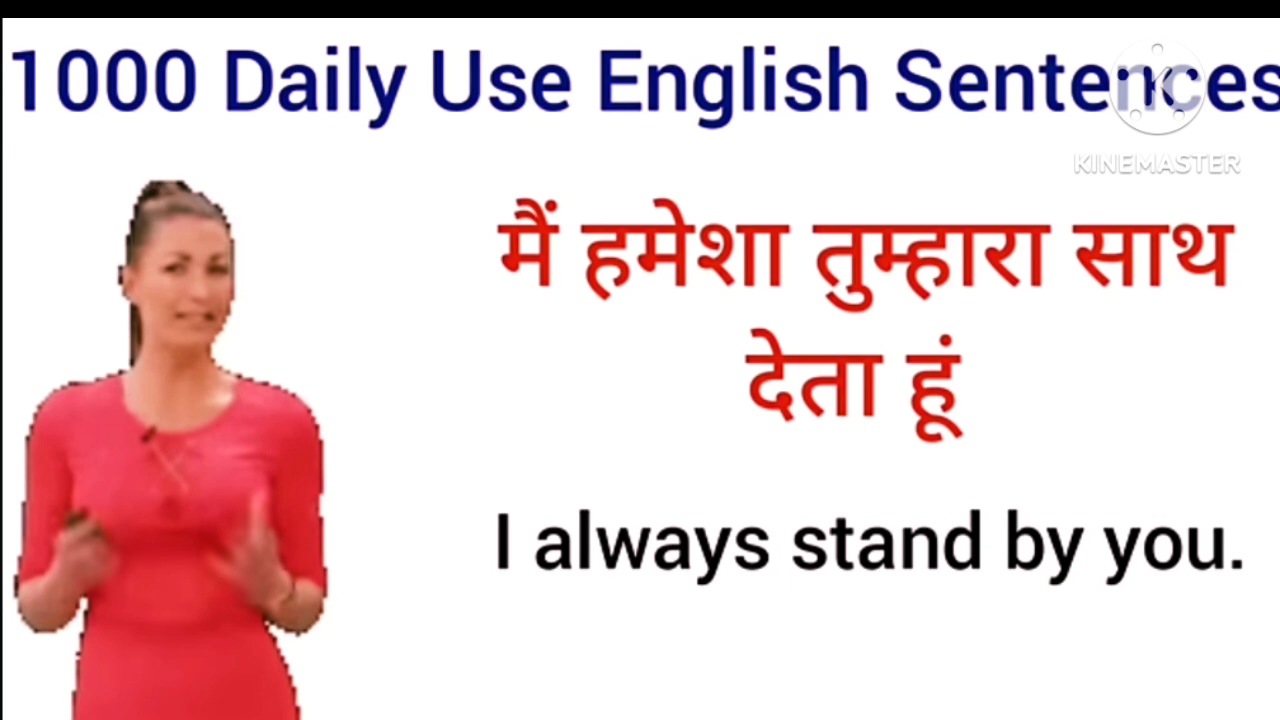 1000 Daily Use English Sentences
KINEMASTER
मैं हमेशा तुम्हारा साथ
देता हूं
I always stand by you.